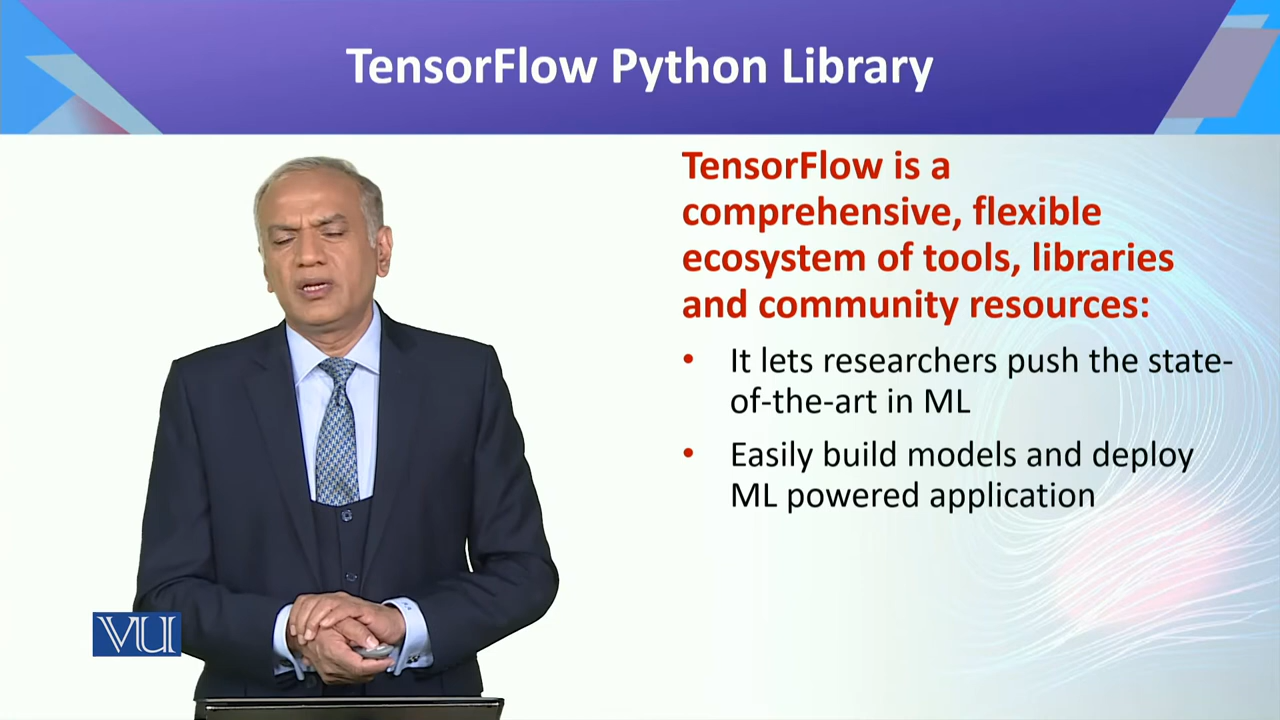 TensorFlow Python Library
TensorFlow is a
comprehensive, flexible
ecosystem of tools, libraries
and community resources:
• It lets researchers push the state-
of-the-art in ML
• Easily build models and deploy
ML powered application
VU